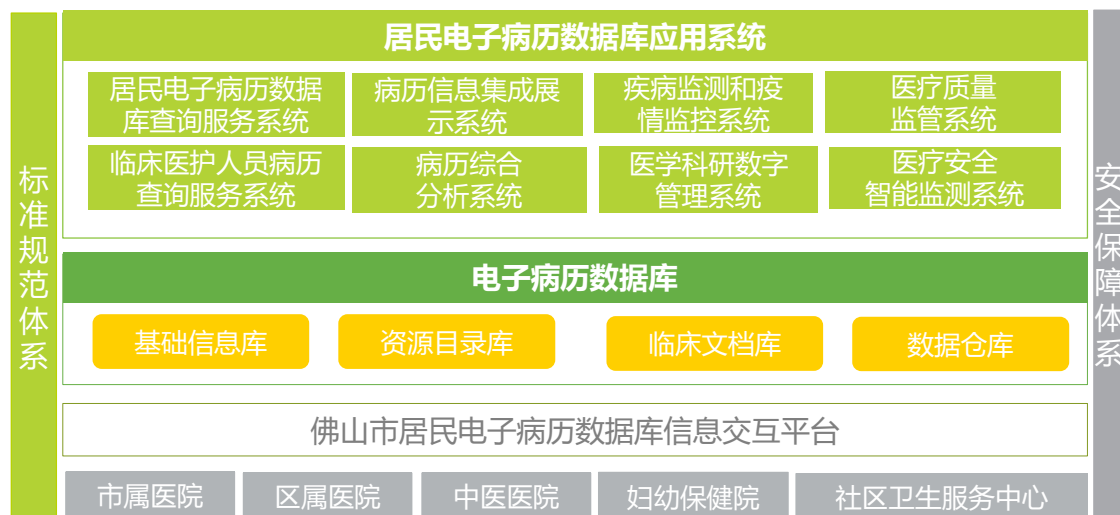 居民电子病历数据库应用系统
居民电子病历数据
库查询服务系统
病历信息集成展
示系统
疾病监测和疫
情监控系统
医疗质量
监管系统
临床医护人员病历
查询服务系统
病历综合
分析系统
医学科研数字
管理系统
医疗安全
智能监测系统
标准规范体系
安全保障体系
电子病历数据库
基础信息库
资源目录库
临床文档库
数据仓库
佛山市居民电子病历数据库信息交互平台
市属医院
区属医院
中医医院
妇幼保健院
社区卫生服务中心